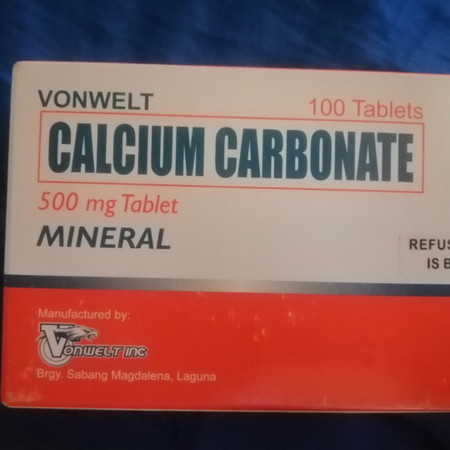 VONWELT
100 Tablets
CALCIUM CARBONATE
500 mg Tablet
MINERAL
REFUS
IS B
Manufactured by:
VONWELT INC
Brgy. Sabang Magdalena, Laguna